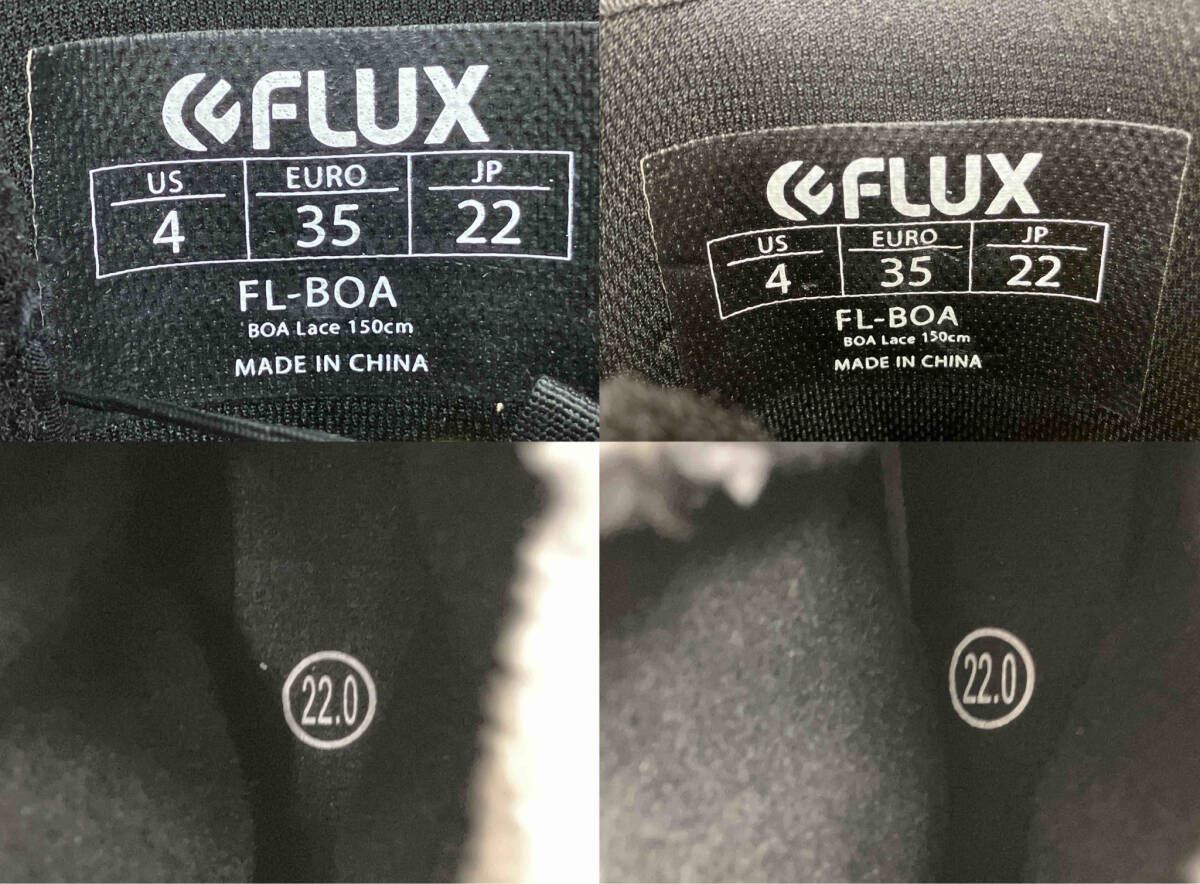 FLUX
US EURO JP
4 35 22
FL-BOA
BOA Lace 150cm
MADE IN CHINA
FLUX
US EURO JP
4 35 22
FL-BOA
BOA Lace 150cm
MADE IN CHINA
22.0
22.0